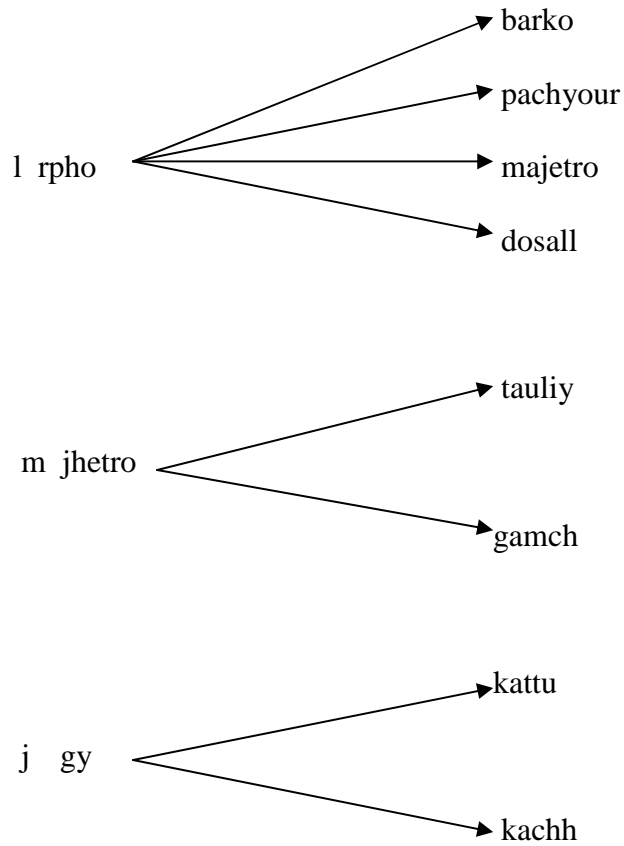 barko
pachyour
l rpho
majetro
dosall
tauliy
m jhetro
gamch
kattu
j gy
kachh